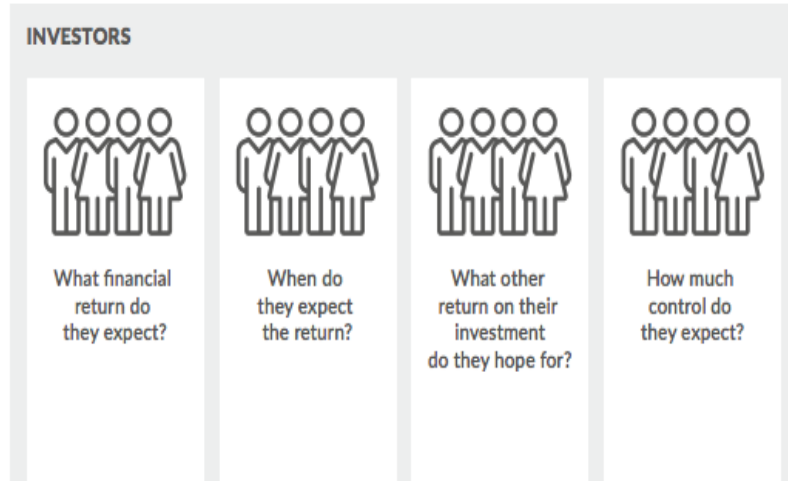 INVESTORS
What financial
return do
they expect?
When do
they expect
the return?
What other
return on their
investment
do they hope for?
How much
control do
they expect?